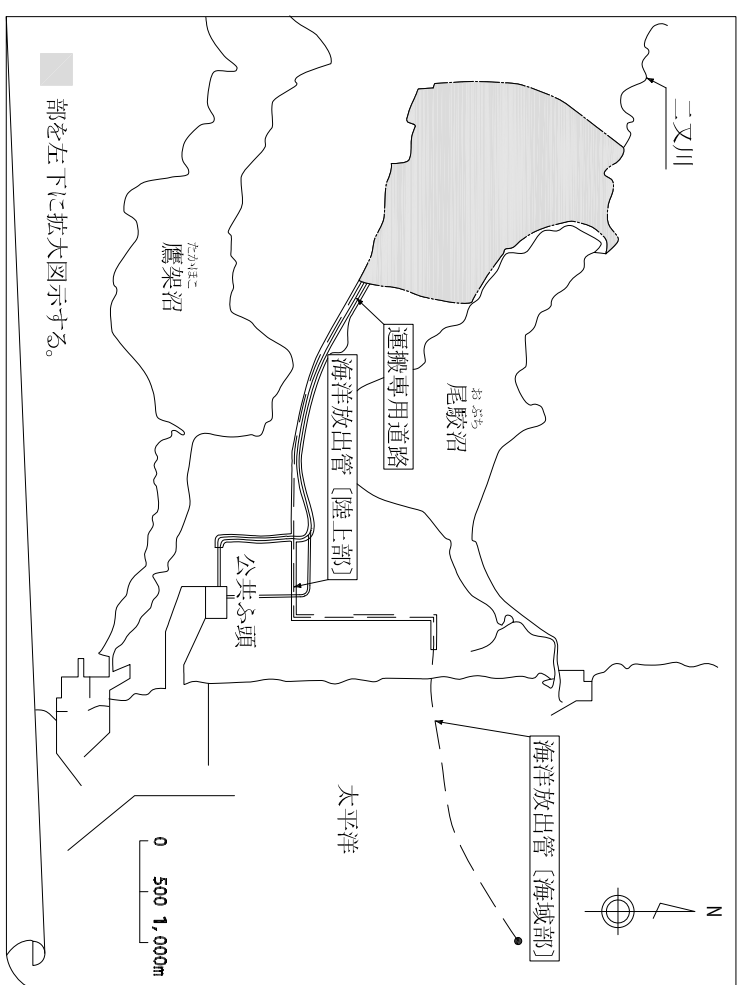 二又川
たかほこ
鷹架沼
おぶち
尾駮沼
運搬専用道路
海洋放出管〔陸上部〕
公共ふ頭
海洋放出管〔海域部〕
太平洋
N
0 500 1,000m
部を左下に拡大図示する。